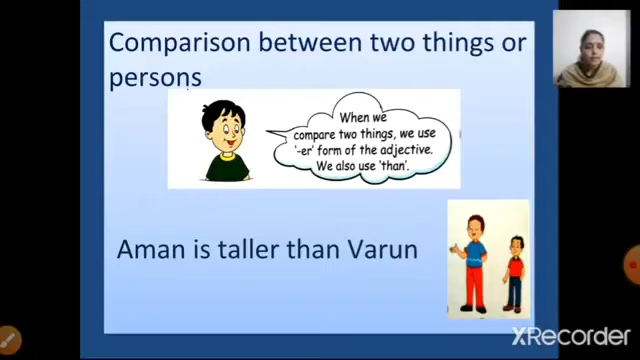 Comparison between two things or
persons
When we
compare two things, we use
'-er' form of the adjective.
We also use 'than'.
Aman is taller than Varun
XRecorder